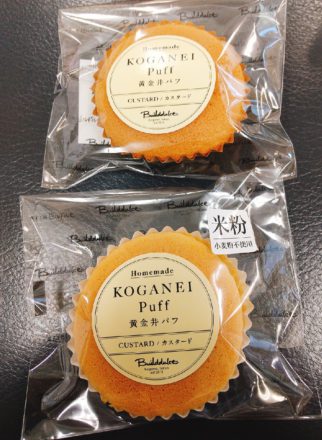 Homemade
KOGANEI
Puff
黄金井パフ
CUSTARD / カスタード
Builddulce
米粉
小麦粉不使用
Homemade
KOGANEI
Puff
黄金井パフ
CUSTARD / カスタード
Builddulce